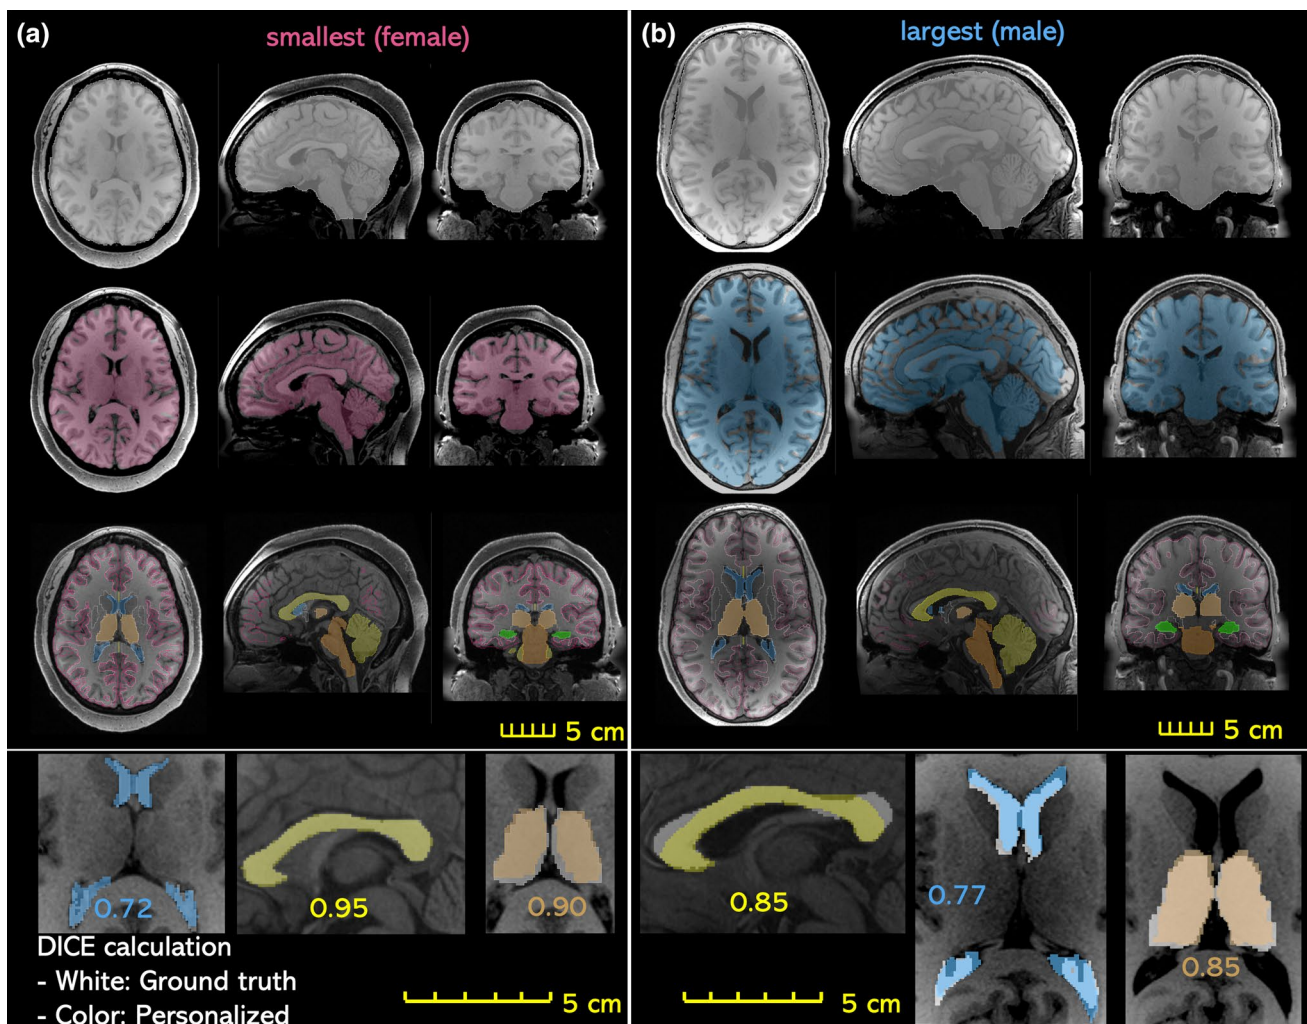 (a)
smallest (female)
(b)
largest (male)
5 cm
5 cm
0.72
0.95
0.90
0.85
0.77
0.85
DICE calculation
- White: Ground truth
- Color: Personalized
5 cm
5 cm